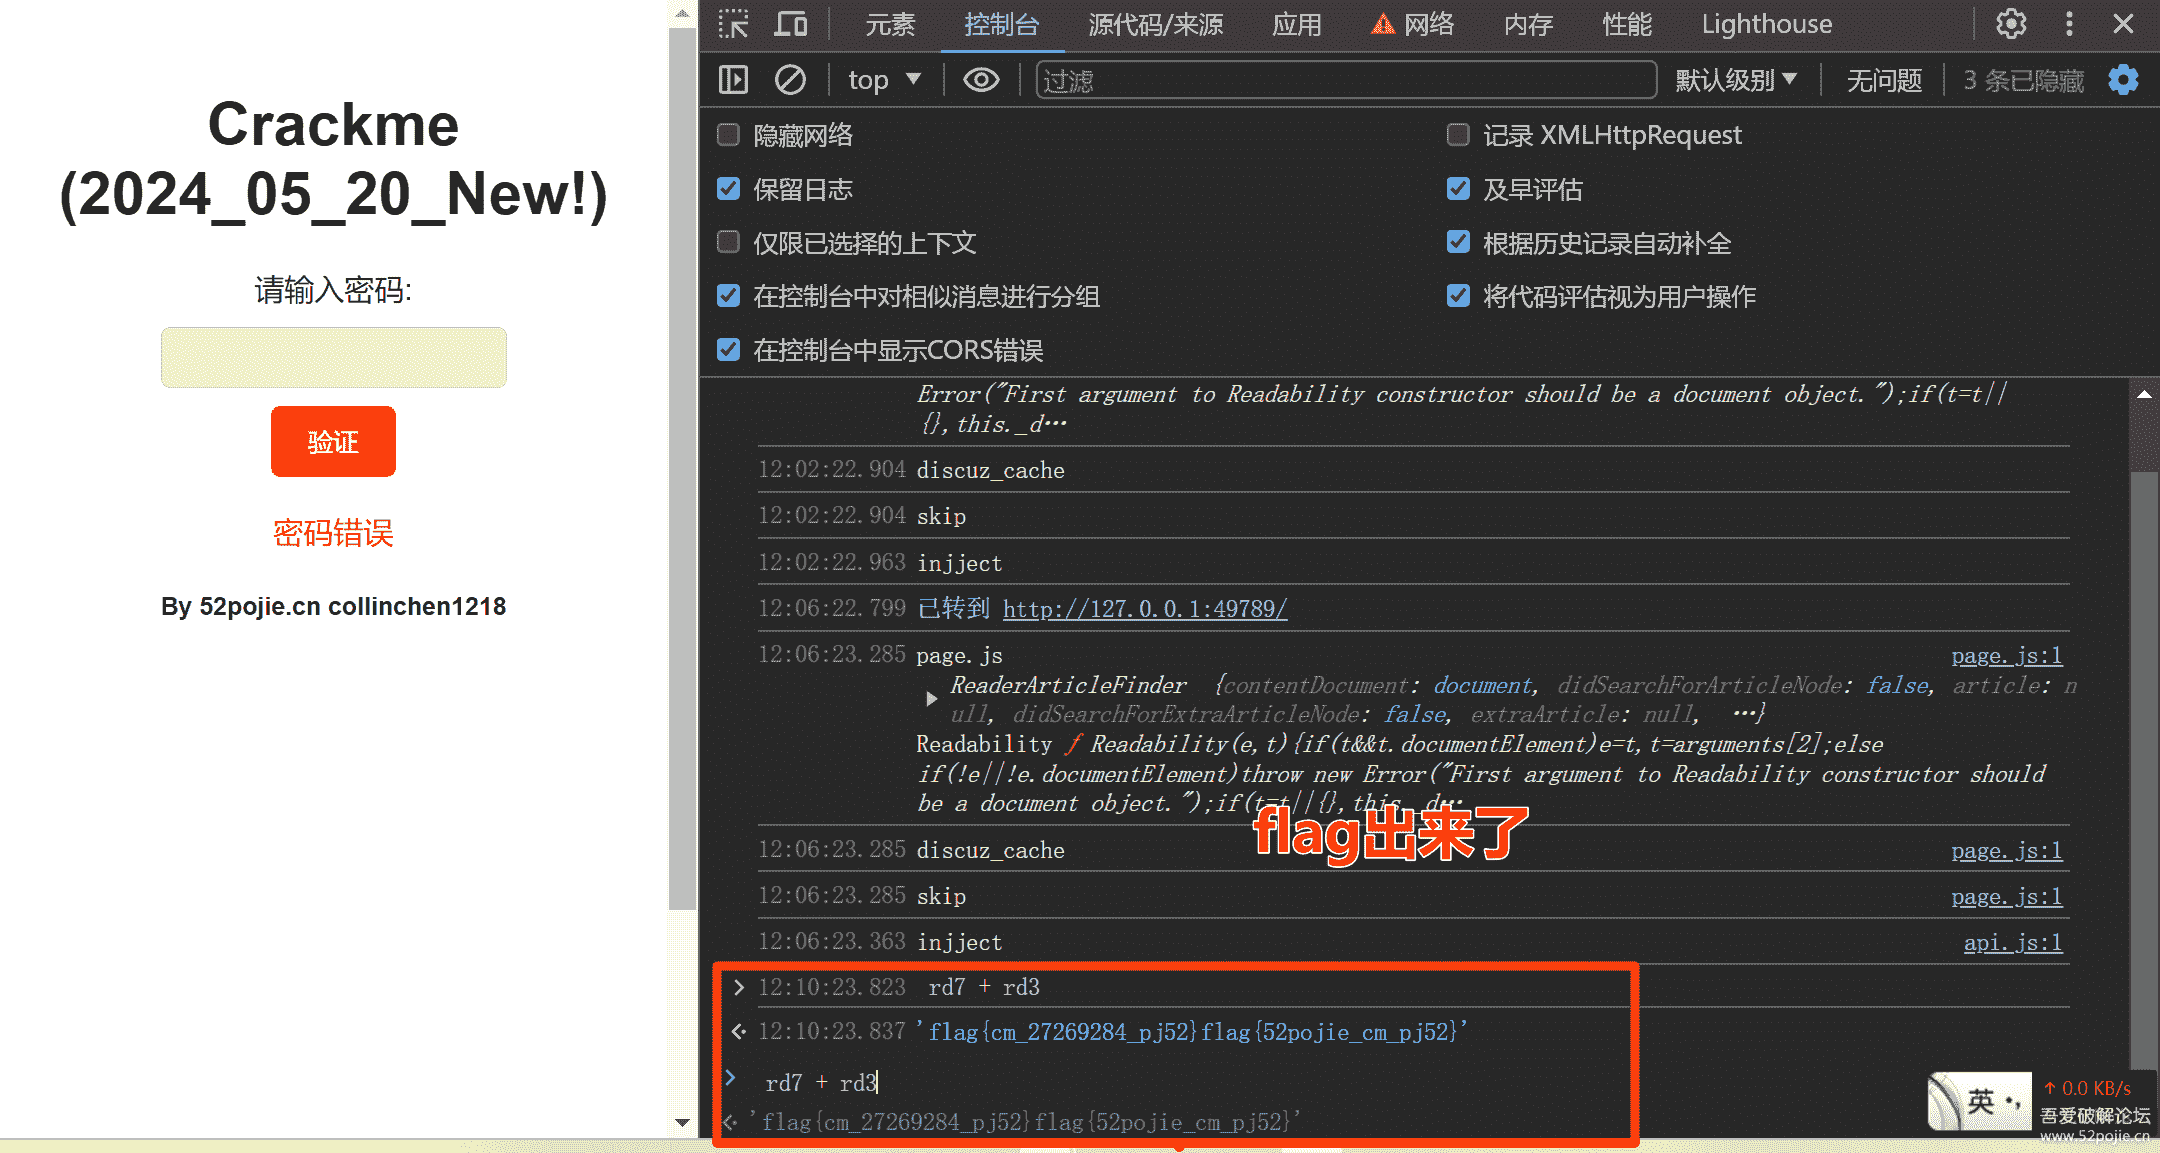 Crackme
(2024_05_20_New!)
请输入密码:
验证
密码错误
By 52pojie.cn collinchen1218
元素 控制台 源代码/来源 应用 网络 内存 性能 Lighthouse
top 过滤 默认级别 无问题 3 条已隐藏
隐藏网络 记录 XMLHttpRequest
保留日志 及早评估
仅限已选择的上下文 根据历史记录自动补全
在控制台中对相似消息进行分组 将代码评估视为用户操作
在控制台中显示CORS错误
Error("First argument to Readability constructor should be a document object.");if(t=t||
{},this._d…
12:02:22.904 discuz_cache
12:02:22.904 skip
12:02:22.963 injject
12:06:22.799 已转到 http://127.0.0.1:49789/
12:06:23.285 page.js page.js:1
ReaderArticleFinder {contentDocument: document, didSearchForArticleNode: false, article: n
ull, didSearchForExtraArticleNode: false, extraArticle: null, …}
Readability ƒ Readability(e,t){if(t&&t.documentElement)e=t,t=arguments[2];else
if(!e||!e.documentElement)throw new Error("First argument to Readability constructor should
be a document object.");if(t=t||{},this._d…
flag出来了
12:06:23.285 discuz_cache page.js:1
12:06:23.285 skip page.js:1
12:06:23.363 injject api.js:1
> 12:10:23.823 rd7 + rd3
12:10:23.837 'flag{cm_27269284_pj52}flag{52pojie_cm_pj52}'
> rd7 + rd3
'flag{cm_27269284_pj52}flag{52pojie_cm_pj52}'
英 ↑ 0.0 KB/s
吾爱破解论坛
www.52pojie.cn